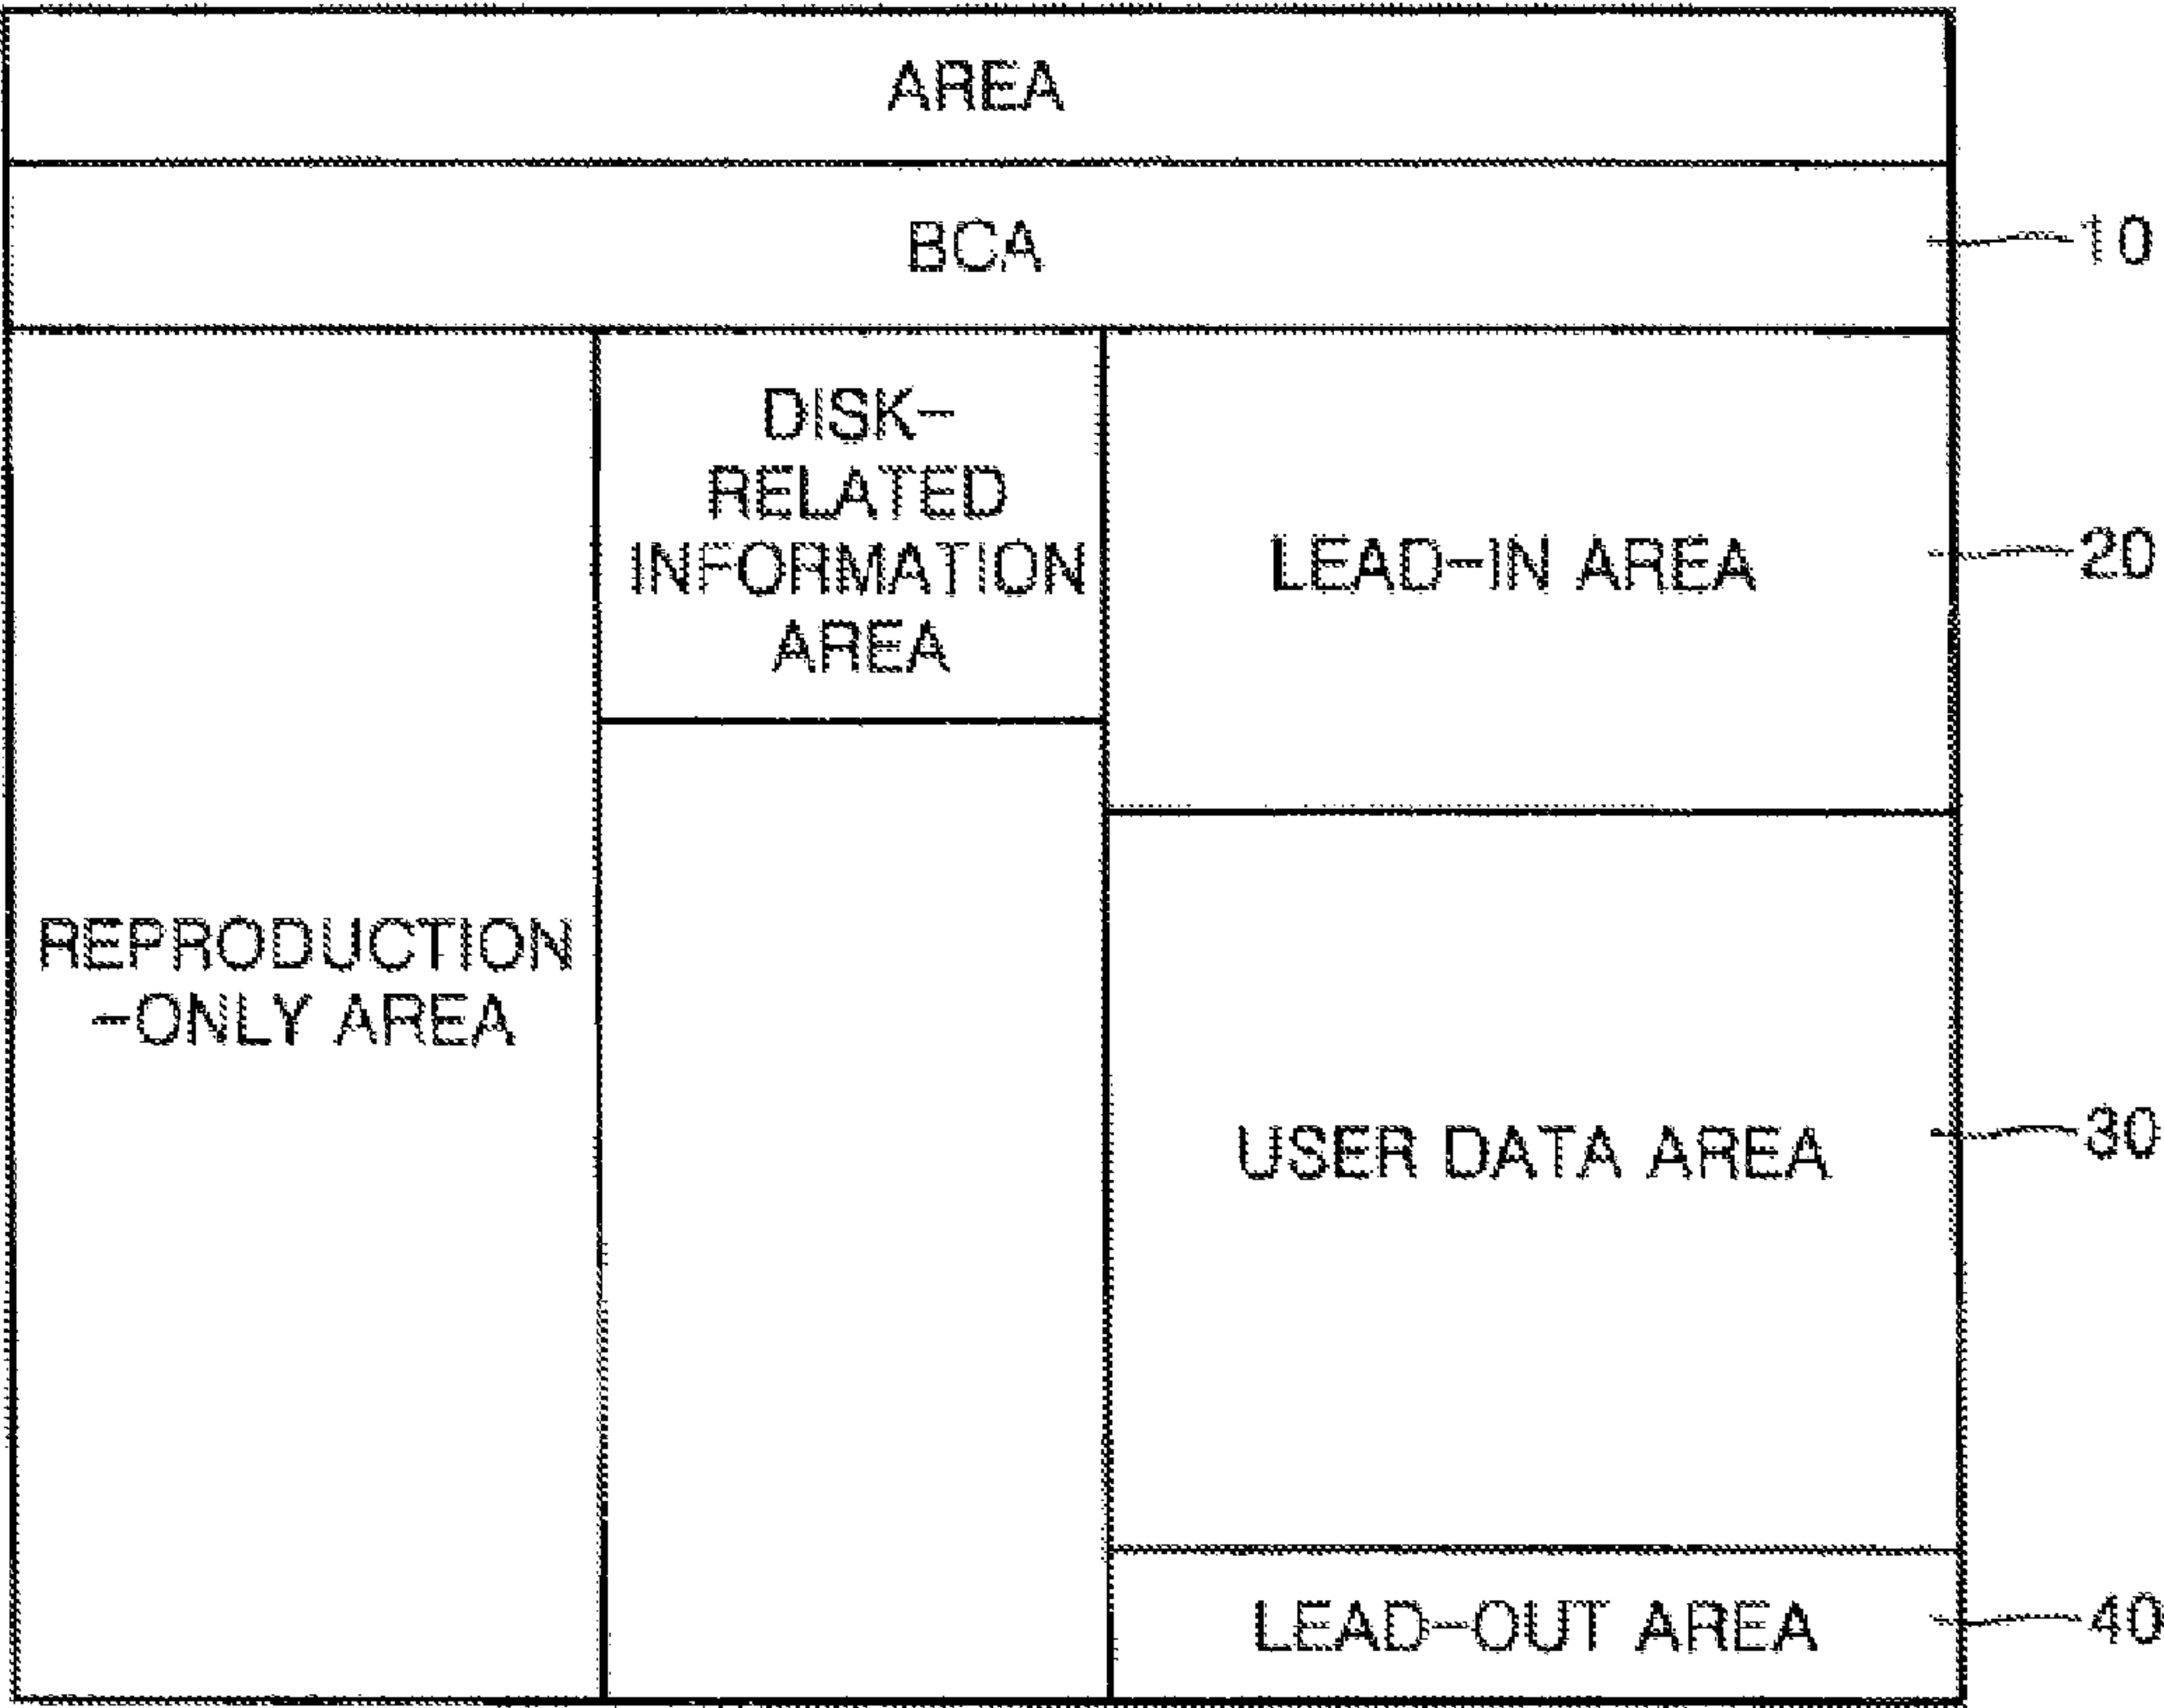 AREA
BCA
10
DISK-
RELATED
INFORMATION
AREA
LEAD-IN AREA
20
REPRODUCTION
-ONLY AREA
USER DATA AREA
30
LEAD-OUT AREA
40